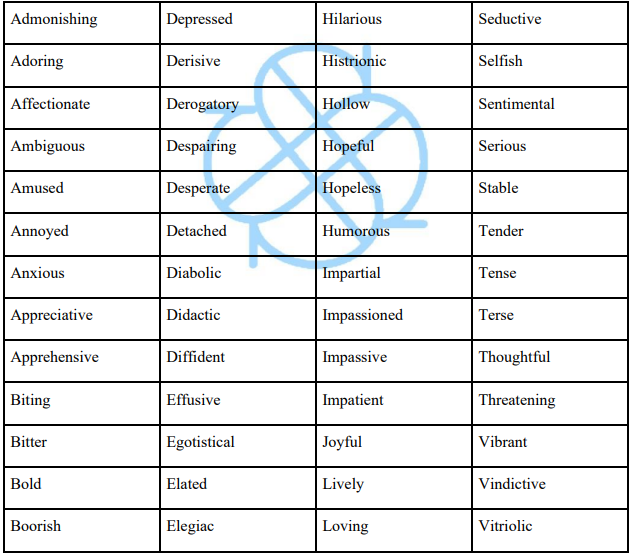 Admonishing Depressed Hilarious Seductive
Adoring Derisive Histrionic Selfish
Affectionate Derogatory Hollow Sentimental
Ambiguous Despairing Hopeful Serious
Amused Desperate Hopeless Stable
Annoyed Detached Humorous Tender
Anxious Diabolic Impartial Tense
Appreciative Didactic Impassioned Terse
Apprehensive Diffident Impassive Thoughtful
Biting Effusive Impatient Threatening
Bitter Egotistical Joyful Vibrant
Bold Elated Lively Vindictive
Boorish Elegiac Loving Vitriolic